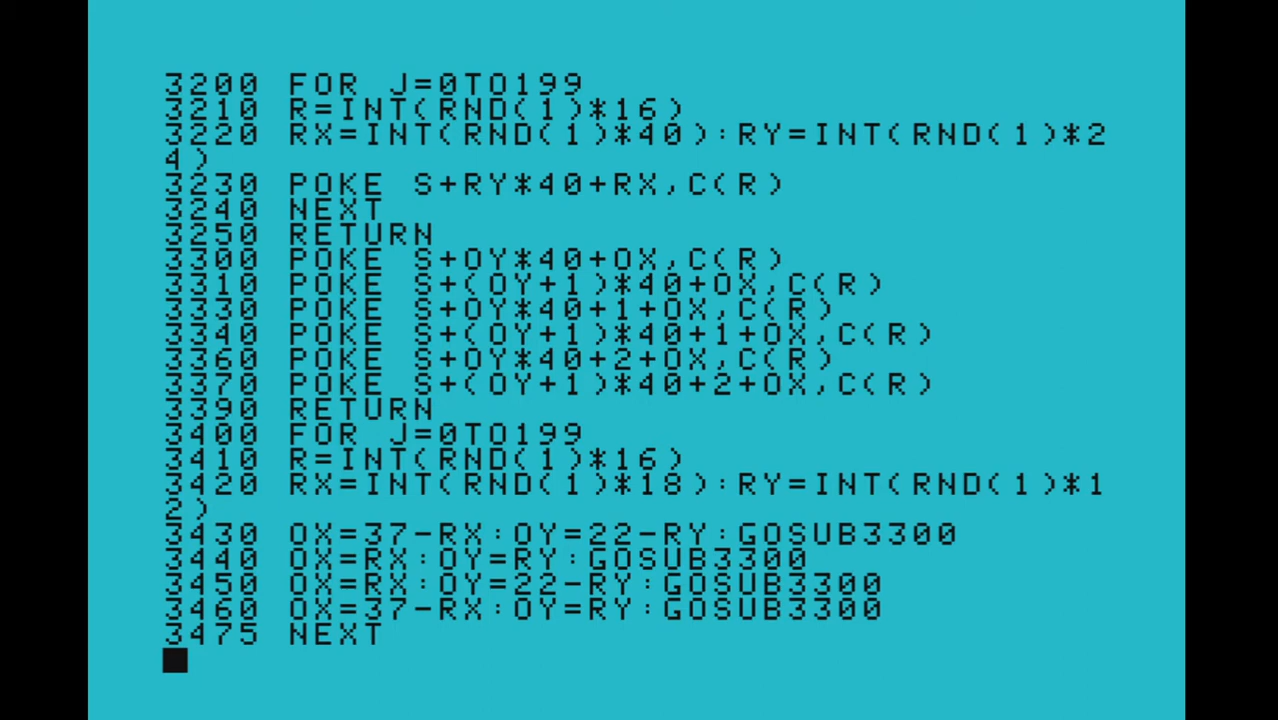 3200 FOR J=0TO199
3210 R=INT(RND(1)*16)
3220 RX=INT(RND(1)*40):RY=INT(RND(1)*2
4)
3230 POKE S+RY*40+RX,C(R)
3240 NEXT
3250 RETURN
3300 POKE S+OY*40+OX,C(R)
3310 POKE S+(OY+1)*40+OX,C(R)
3330 POKE S+OY*40+1+OX,C(R)
3340 POKE S+(OY+1)*40+1+OX,C(R)
3360 POKE S+OY*40+2+OX,C(R)
3370 POKE S+(OY+1)*40+2+OX,C(R)
3390 RETURN
3400 FOR J=0TO199
3410 R=INT(RND(1)*16)
3420 RX=INT(RND(1)*18):RY=INT(RND(1)*1
2)
3430 OX=37-RX:OY=22-RY:GOSUB3300
3440 OX=RX:OY=RY:GOSUB3300
3450 OX=RX:OY=22-RY:GOSUB3300
3460 OX=37-RX:OY=RY:GOSUB3300
3475 NEXT